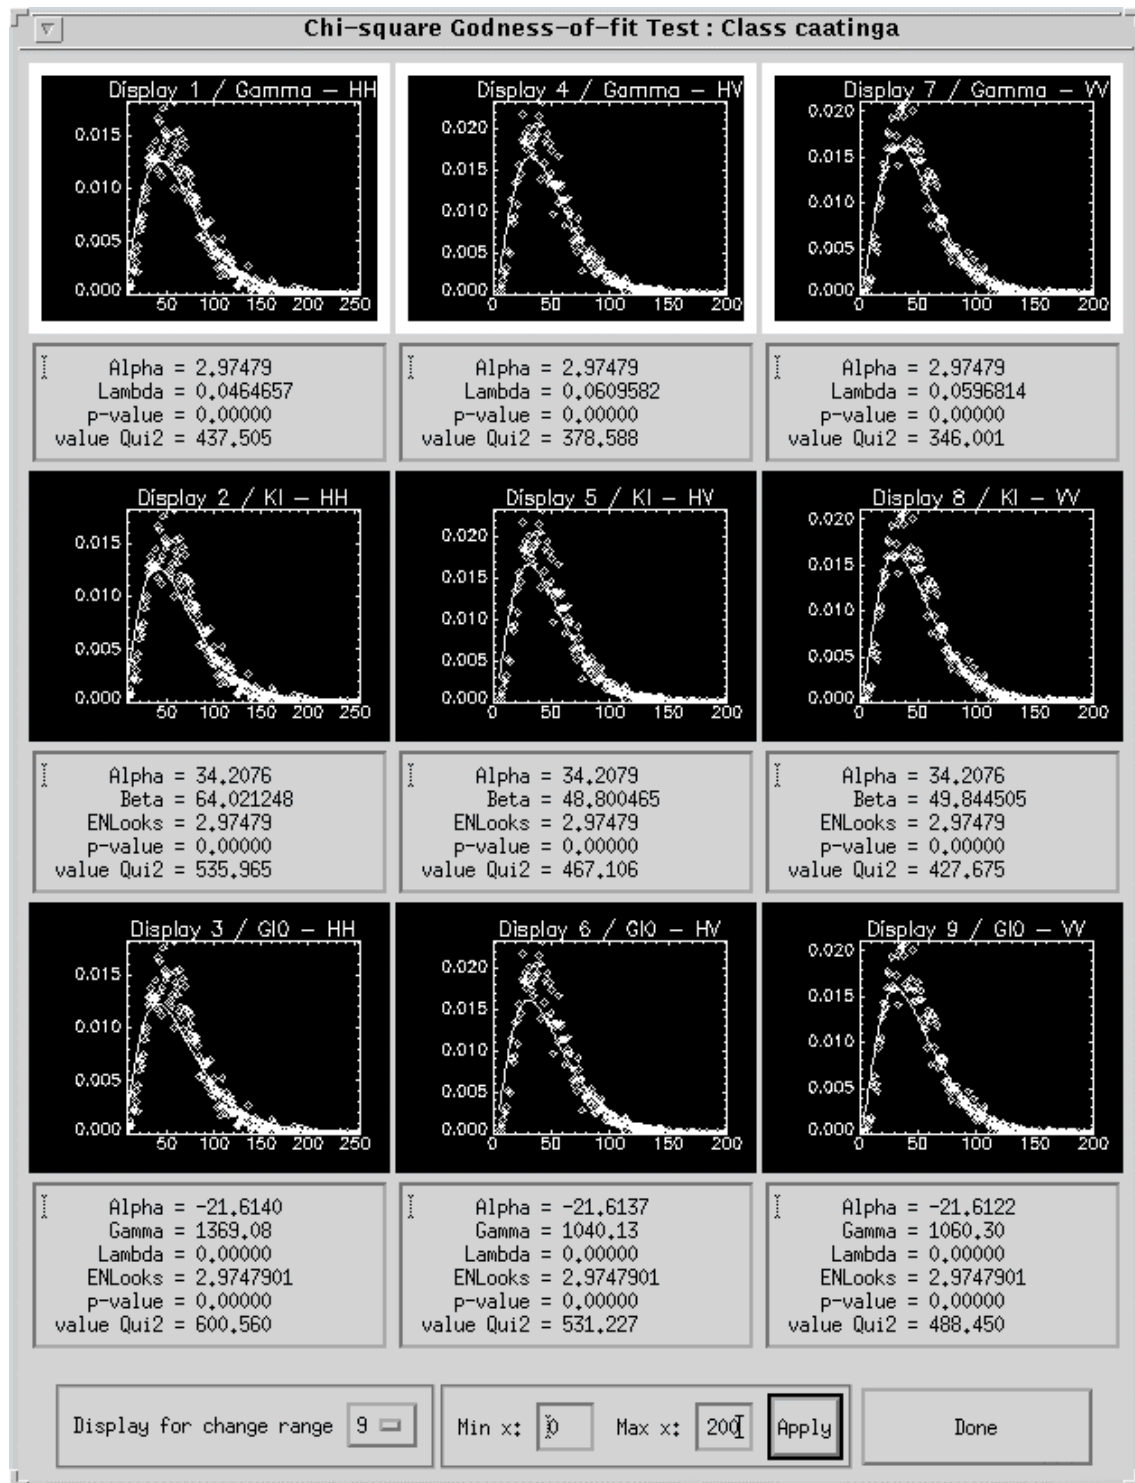 Chi-square Godness-of-fit Test : Class caatinga
Display 1 / Gamma - HH
0.015
0.010
0.005
0.000
50 100 150 200 250
Display 4 / Gamma - HV
0.020
0.015
0.010
0.005
0.000
0 50 100 150 200
Display 7 / Gamma - VV
0.020
0.015
0.010
0.005
0.000
0 50 100 150 200
Alpha = 2.97479
Lambda = 0.0464657
p-value = 0.00000
value Qui2 = 437.505
Alpha = 2.97479
Lambda = 0.0609582
p-value = 0.00000
value Qui2 = 378.588
Alpha = 2.97479
Lambda = 0.0596814
p-value = 0.00000
value Qui2 = 346.001
Display 2 / KI - HH
0.015
0.010
0.005
0.000
50 100 150 200 250
Display 5 / KI - HV
0.020
0.015
0.010
0.005
0.000
0 50 100 150 200
Display 8 / KI - VV
0.020
0.015
0.010
0.005
0.000
0 50 100 150 200
Alpha = 34.2076
Beta = 64.021248
ENLooks = 2.97479
p-value = 0.00000
value Qui2 = 535.965
Alpha = 34.2079
Beta = 48.800465
ENLooks = 2.97479
p-value = 0.00000
value Qui2 = 467.106
Alpha = 34.2076
Beta = 49.844505
ENLooks = 2.97479
p-value = 0.00000
value Qui2 = 427.675
Display 3 / GI0 - HH
0.015
0.010
0.005
0.000
50 100 150 200 250
Display 6 / GI0 - HV
0.020
0.015
0.010
0.005
0.000
0 50 100 150 200
Display 9 / GI0 - VV
0.020
0.015
0.010
0.005
0.000
0 50 100 150 200
Alpha = -21.6140
Gamma = 1369.08
Lambda = 0.00000
ENLooks = 2.9747901
p-value = 0.00000
value Qui2 = 600.560
Alpha = -21.6137
Gamma = 1040.13
Lambda = 0.00000
ENLooks = 2.9747901
p-value = 0.00000
value Qui2 = 531.227
Alpha = -21.6122
Gamma = 1060.30
Lambda = 0.00000
ENLooks = 2.9747901
p-value = 0.00000
value Qui2 = 488.450
Display for change range 9 Min x: 0 Max x: 200 Apply Done